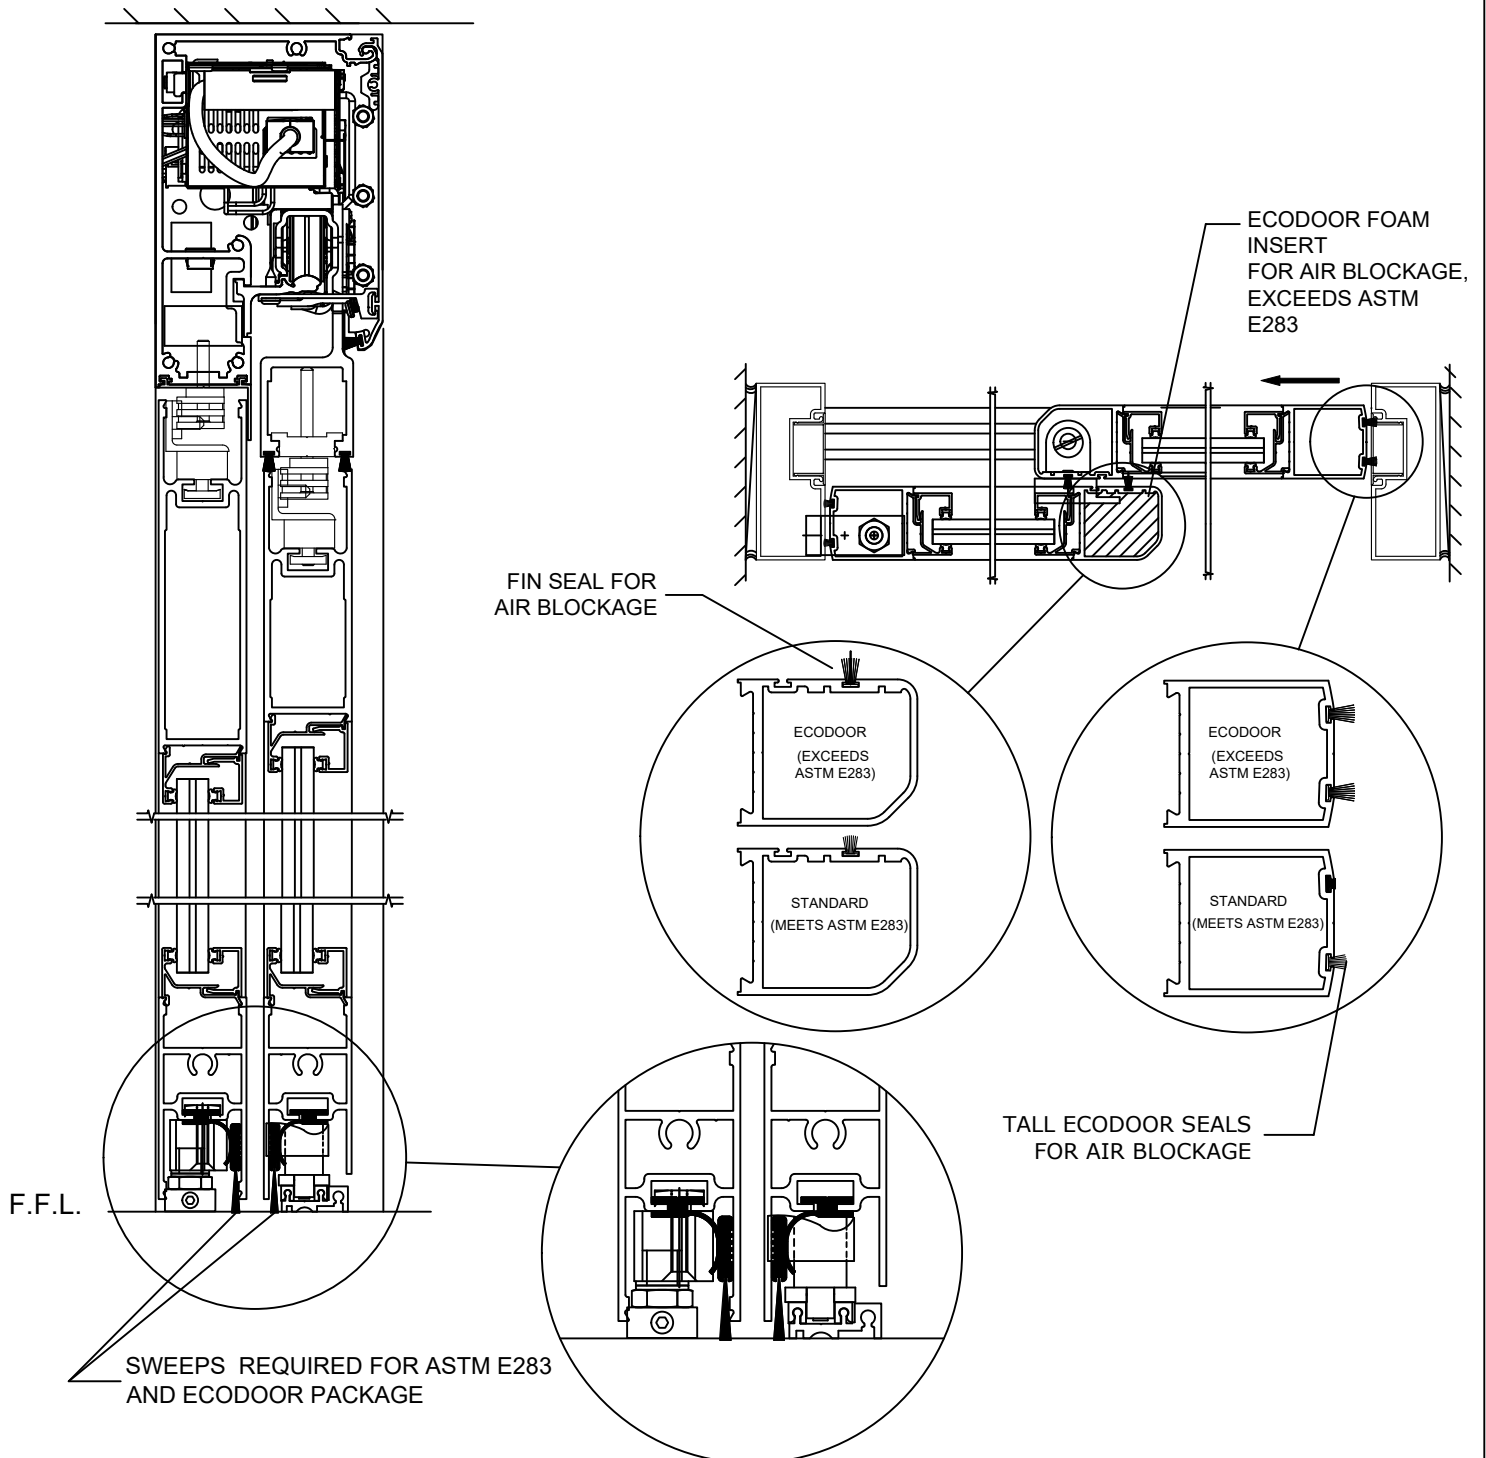 ECODOOR FOAM
INSERT
FOR AIR BLOCKAGE,
EXCEEDS ASTM
E283
FIN SEAL FOR
AIR BLOCKAGE
ECODOOR
(EXCEEDS
ASTM E283)
STANDARD
(MEETS ASTM E283)
ECODOOR
(EXCEEDS
ASTM E283)
STANDARD
(MEETS ASTM E283)
TALL ECODOOR SEALS
FOR AIR BLOCKAGE
F.F.L.
SWEEPS REQUIRED FOR ASTM E283
AND ECODOOR PACKAGE